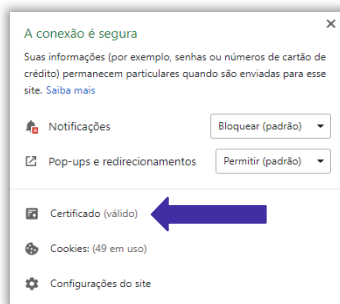 A conexão é segura
Suas informações (por exemplo, senhas ou números de cartão de
crédito) permanecem particulares quando são enviadas para esse
site. Saiba mais
Notificações Bloquear (padrão)
Pop-ups e redirecionamentos Permitir (padrão)
Certificado (válido)
Cookies: (49 em uso)
Configurações do site